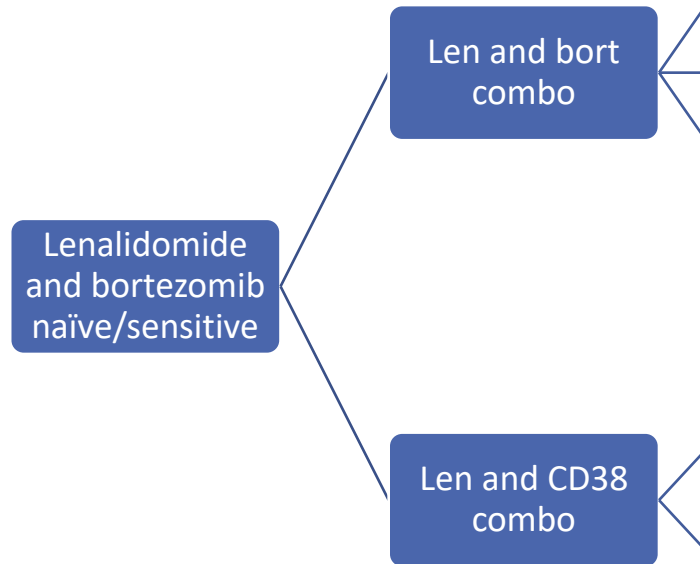 Len and bort
combo
Lenalidomide
and bortezomib
naïve/sensitive
Len and CD38
combo